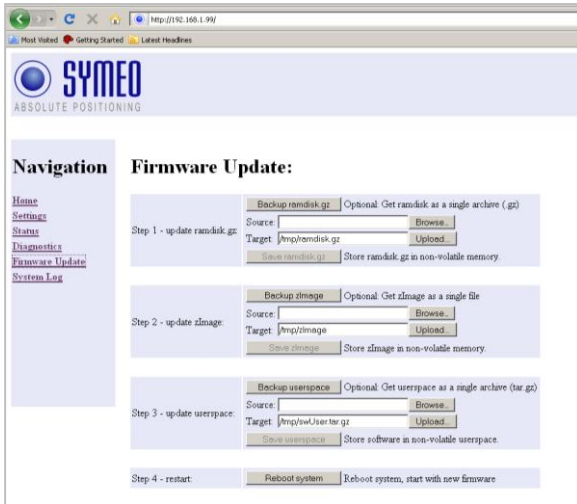 http://192.168.1.99/
Most Visited Getting Started Latest Headlines
SYMEO
ABSOLUTE POSITIONING
Navigation
Home
Settings
Status
Diagnostics
Firmware Update
System Log
Firmware Update:
Step 1 - update ramdisk.gz
Backup ramdisk.gz Optional: Get ramdisk as a single archive (.gz)
Source: Browse..
Target: /tmp/ramdisk.gz Upload...
Save ramdisk.gz Store ramdisk.gz in non-volatile memory.
Step 2 - update zImage:
Backup zImage Optional: Get zImage as a single file
Source: Browse..
Target: /tmp/zImage Upload...
Save zImage Store zImage in non-volatile memory.
Step 3 - update userspace:
Backup userspace Optional: Get userspace as a single archive (tar.gz)
Source: Browse..
Target: /tmp/swUser.tar.gz Upload...
Save userspace Store software in non-volatile userspace.
Step 4 - restart: Reboot system Reboot system, start with new firmware